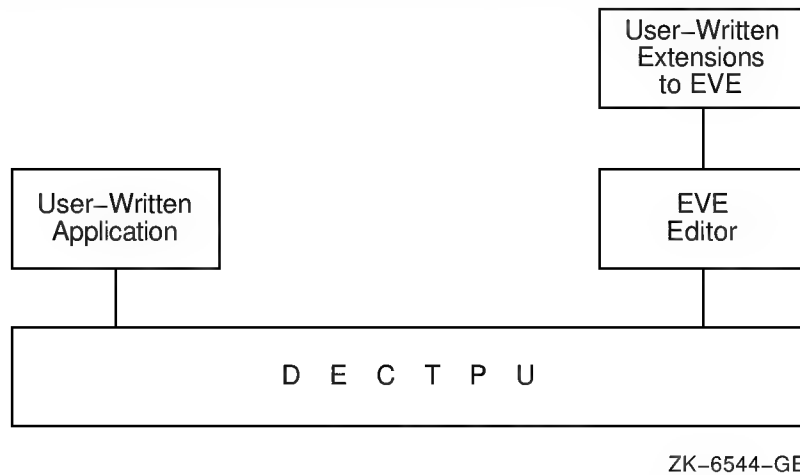 User–Written
Extensions
to EVE
User–Written
Application
EVE
Editor
D E C T P U
ZK–6544–GE